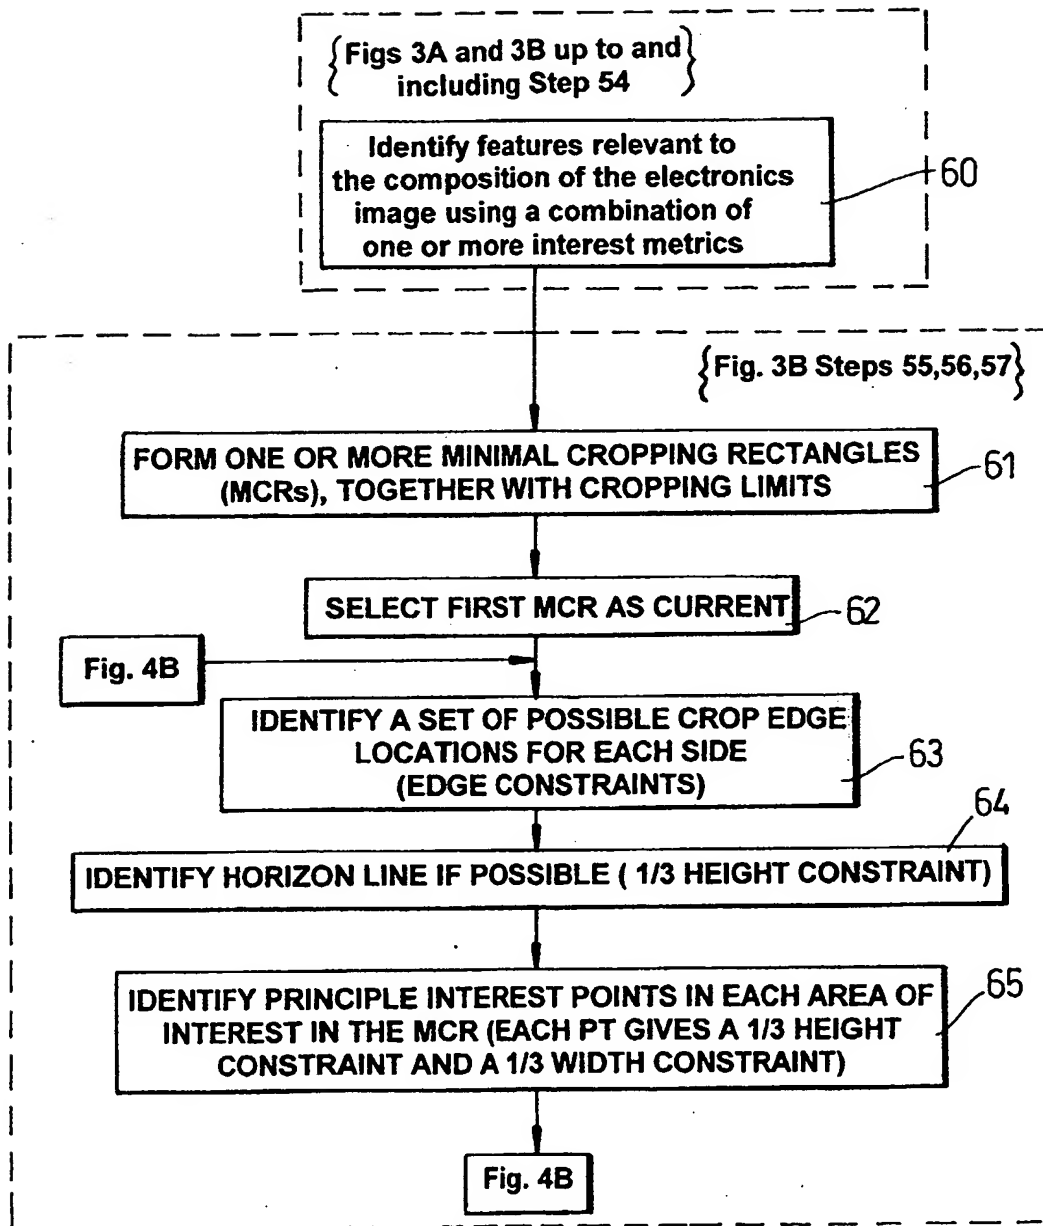 {Figs 3A and 3B up to and
including Step 54}
Identify features relevant to
the composition of the electronics
image using a combination of
one or more interest metrics
60
{Fig. 3B Steps 55,56,57}
FORM ONE OR MORE MINIMAL CROPPING RECTANGLES
(MCRs), TOGETHER WITH CROPPING LIMITS
61
SELECT FIRST MCR AS CURRENT
62
Fig. 4B
IDENTIFY A SET OF POSSIBLE CROP EDGE
LOCATIONS FOR EACH SIDE
(EDGE CONSTRAINTS)
63
64
IDENTIFY HORIZON LINE IF POSSIBLE ( 1/3 HEIGHT CONSTRAINT)
IDENTIFY PRINCIPLE INTEREST POINTS IN EACH AREA OF
INTEREST IN THE MCR (EACH PT GIVES A 1/3 HEIGHT
CONSTRAINT AND A 1/3 WIDTH CONSTRAINT)
65
Fig. 4B